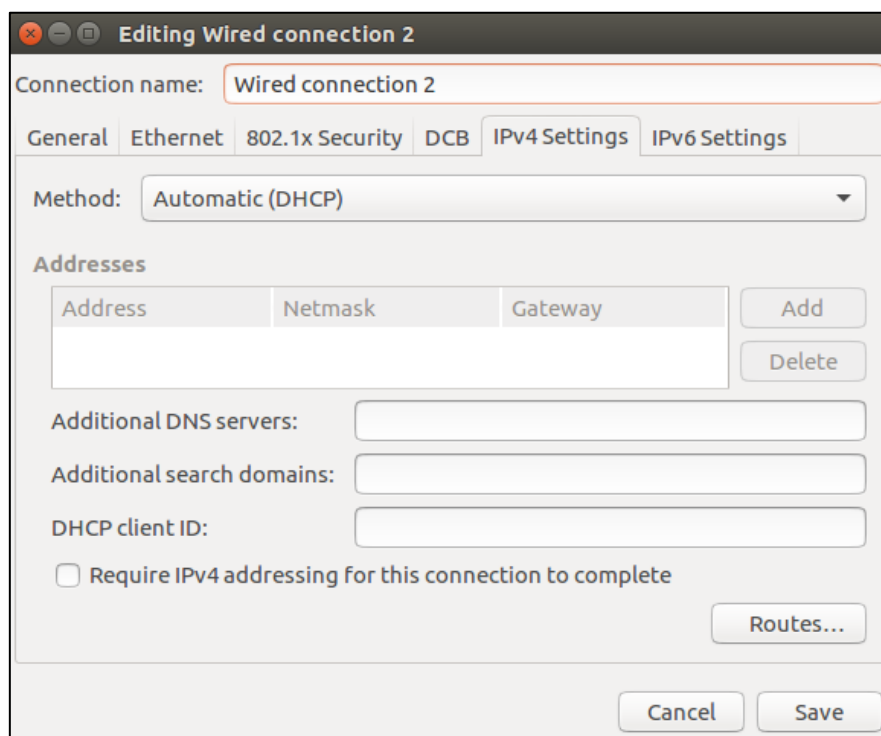 Editing Wired connection 2
Connection name: Wired connection 2
General Ethernet 802.1x Security DCB IPv4 Settings IPv6 Settings
Method: Automatic (DHCP)
Addresses
Address Netmask Gateway Add
Delete
Additional DNS servers:
Additional search domains:
DHCP client ID:
Require IPv4 addressing for this connection to complete
Routes...
Cancel Save